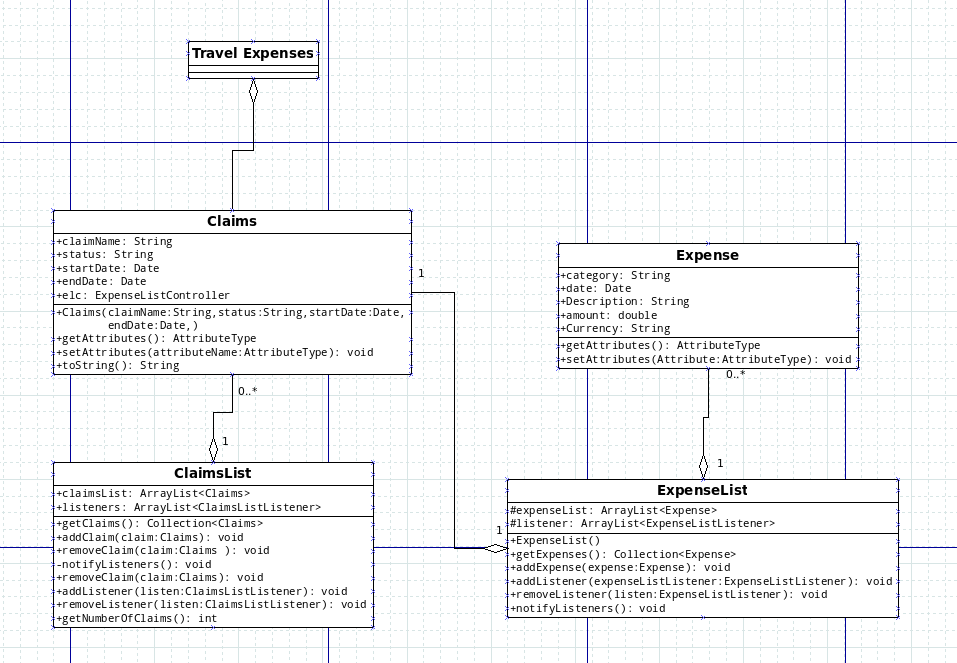 Travel Expenses
Claims
+claimName: String
+status: String
+startDate: Date
+endDate: Date
+elc: ExpenseListController
+Claims(claimName:String,status:String,startDate:Date,
endDate:Date,)
+getAttributes(): AttributeType
+setAttributes(attributeName:AttributeType): void
+toString(): String
1
0..*
1
ClaimsList
+claimsList: ArrayList<Claims>
+listeners: ArrayList<ClaimsListListener>
+getClaims(): Collection<Claims>
+addClaim(claim:Claims): void
+removeClaim(claim:Claims ): void
-notifyListeners(): void
+removeClaim(claim:Claims): void
+addListener(listen:ClaimsListListener): void
+removeListener(listen:ClaimsListListener): void
+getNumberOfClaims(): int
Expense
+category: String
+date: Date
+Description: String
+amount: double
+Currency: String
+getAttributes(): AttributeType
+setAttributes(Attribute:AttributeType): void
0..*
1
1
ExpenseList
#expenseList: ArrayList<Expense>
#listener: ArrayList<ExpenseListListener>
+ExpenseList()
+getExpenses(): Collection<Expense>
+addExpense(expense:Expense): void
+addListener(expenseListListener:ExpenseListListener): void
+removeListener(listen:ExpenseListListener): void
+notifyListeners(): void